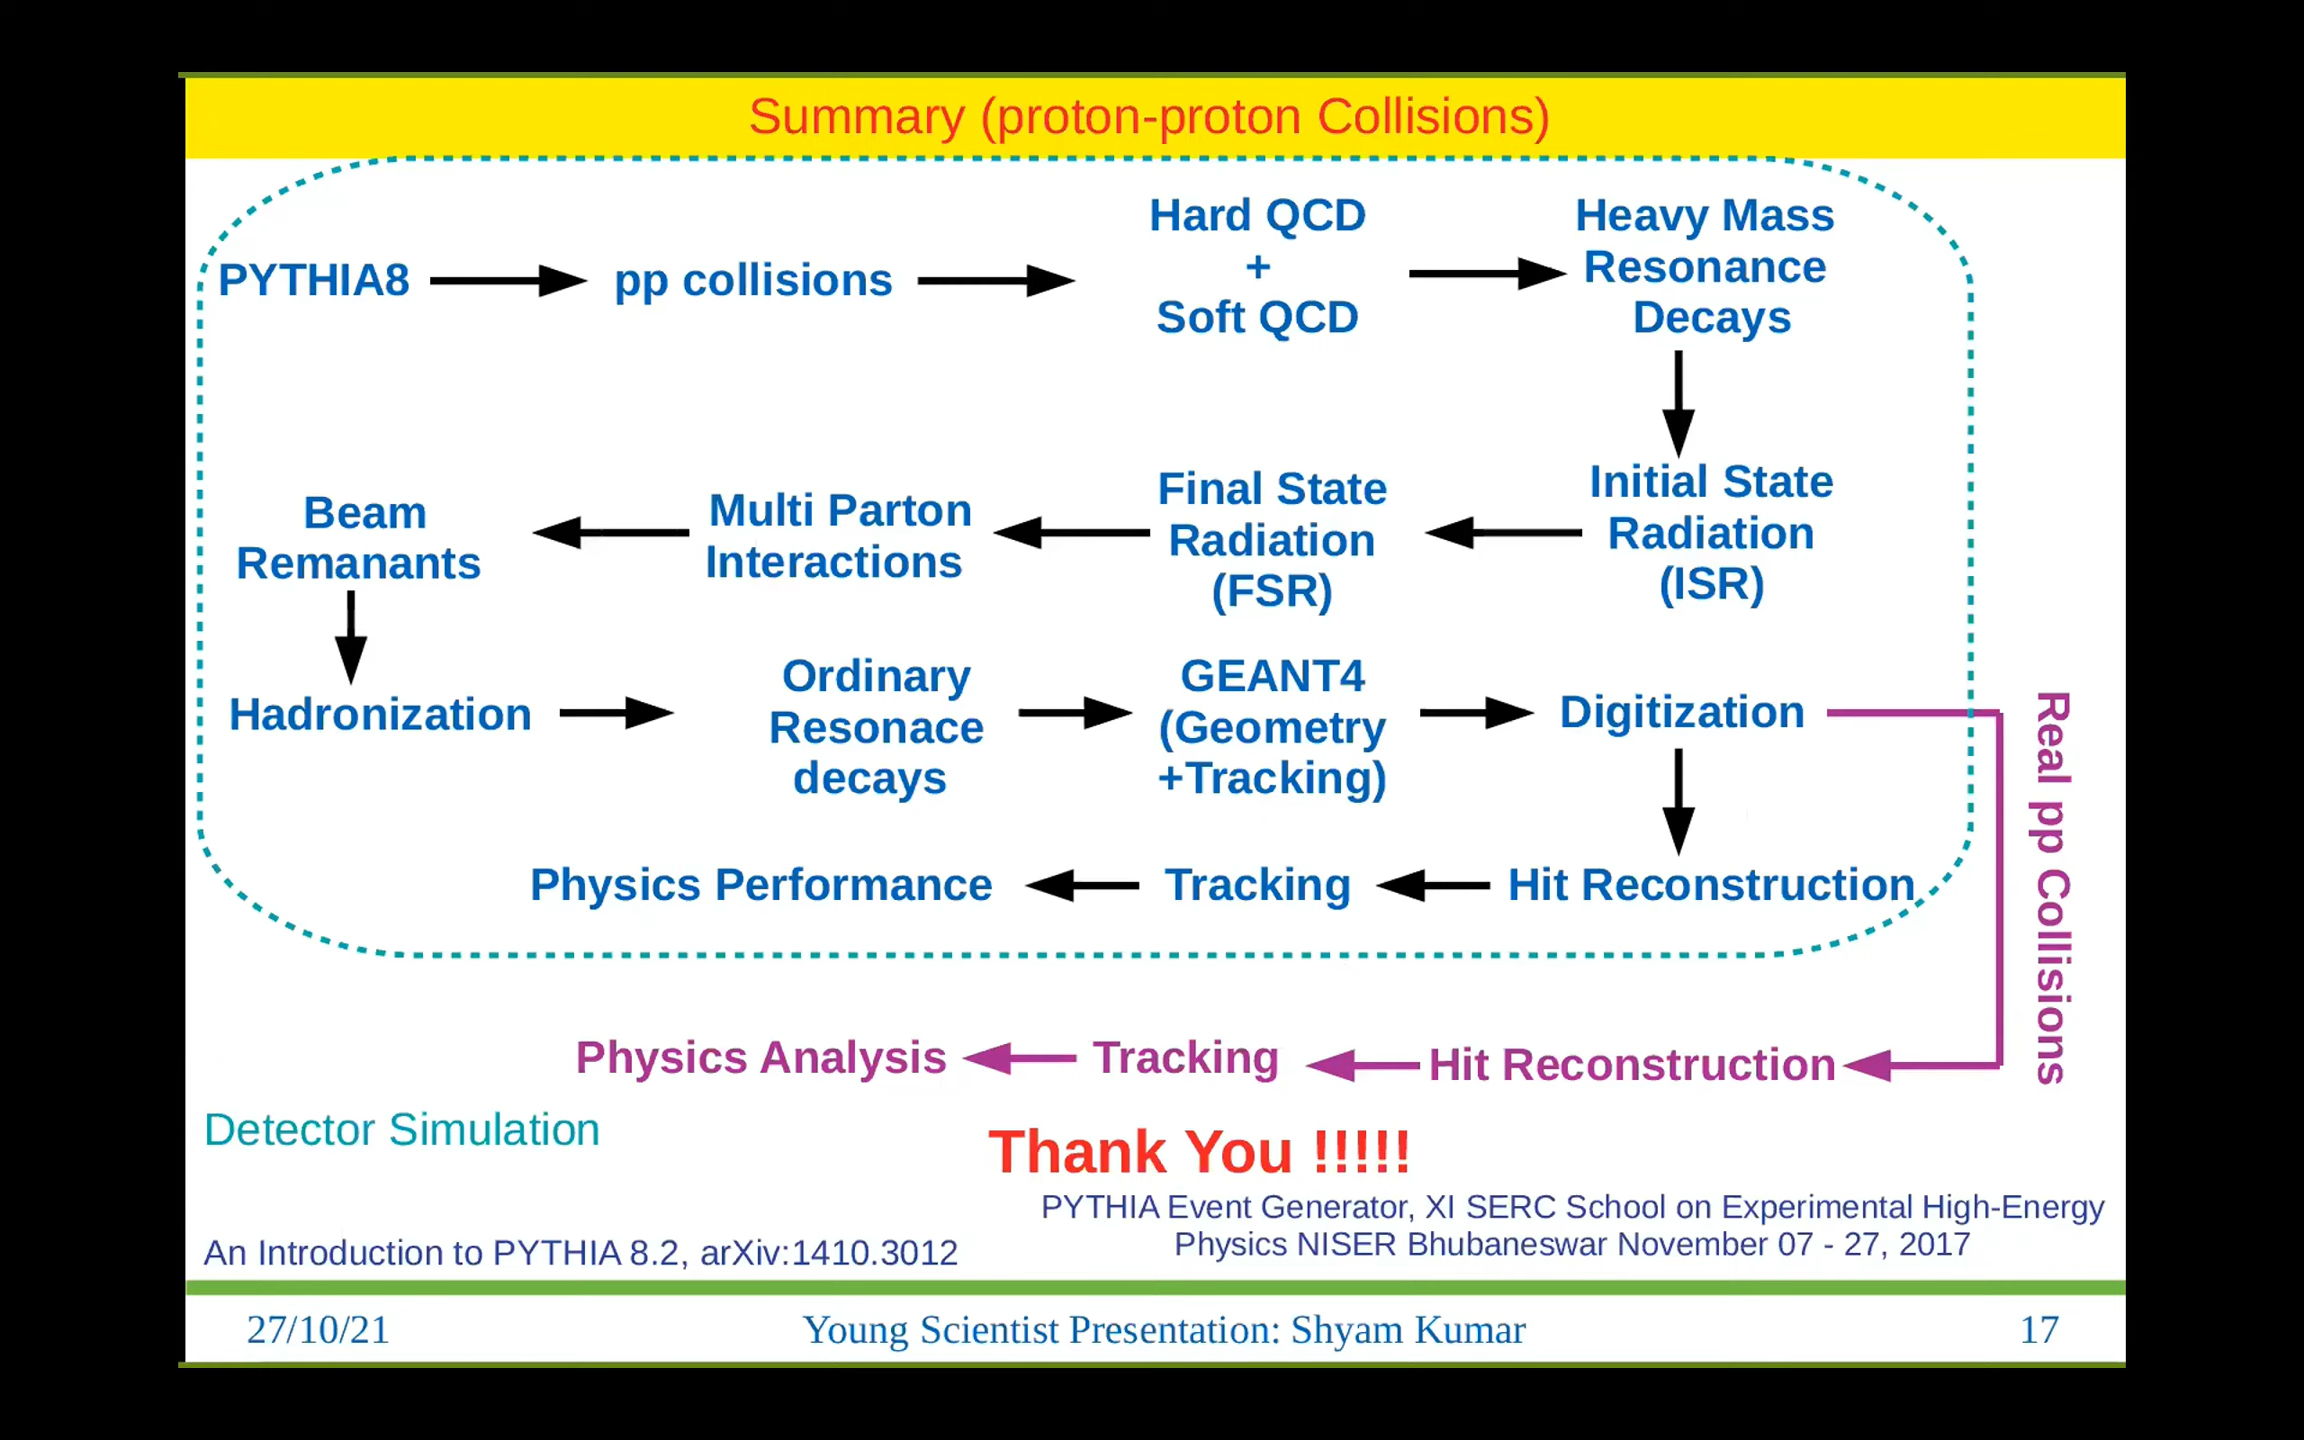 Summary (proton-proton Collisions)
PYTHIA8
pp collisions
Hard QCD
+
Soft QCD
Heavy Mass
Resonance
Decays
Initial State
Radiation
(ISR)
Final State
Radiation
(FSR)
Multi Parton
Interactions
Beam
Remanants
Hadronization
Ordinary
Resonace
decays
GEANT4
(Geometry
+Tracking)
Digitization
Hit Reconstruction
Tracking
Physics Performance
Real pp Collisions
Hit Reconstruction
Tracking
Physics Analysis
Detector Simulation
Thank You !!!!!
PYTHIA Event Generator, XI SERC School on Experimental High-Energy
Physics NISER Bhubaneswar November 07 - 27, 2017
An Introduction to PYTHIA 8.2, arXiv:1410.3012
27/10/21
Young Scientist Presentation: Shyam Kumar
17